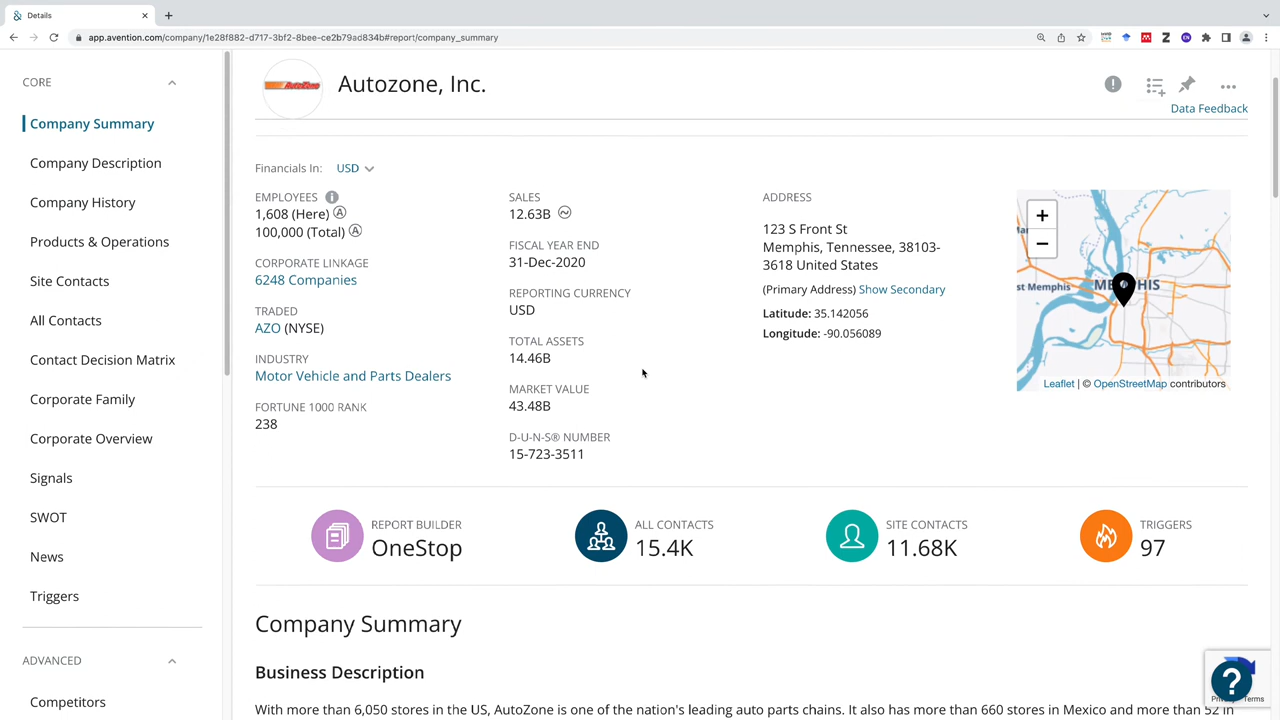 Details
app.avention.com/company/1e28f882-d717-3bf2-8bee-ce2b79ad834b#report/company_summary
CORE
Company Summary
Company Description
Company History
Products & Operations
Site Contacts
All Contacts
Contact Decision Matrix
Corporate Family
Corporate Overview
Signals
SWOT
News
Triggers
ADVANCED
Competitors
AutoZone
Autozone, Inc.
Data Feedback
Financials In: USD
EMPLOYEES
1,608 (Here) A
100,000 (Total) A
CORPORATE LINKAGE
6248 Companies
TRADED
AZO (NYSE)
INDUSTRY
Motor Vehicle and Parts Dealers
FORTUNE 1000 RANK
238
SALES
12.63B
FISCAL YEAR END
31-Dec-2020
REPORTING CURRENCY
USD
TOTAL ASSETS
14.46B
MARKET VALUE
43.48B
D-U-N-S® NUMBER
15-723-3511
ADDRESS
123 S Front St
Memphis, Tennessee, 38103-
3618 United States
(Primary Address) Show Secondary
Latitude: 35.142056
Longitude: -90.056089
+
−
st Memphis
Leaflet | © OpenStreetMap contributors
REPORT BUILDER
OneStop
ALL CONTACTS
15.4K
SITE CONTACTS
11.68K
TRIGGERS
97
Company Summary
Business Description
With more than 6,050 stores in the US, AutoZone is one of the nation's leading auto parts chains. It also has more than 660 stores in Mexico and more than 52 in
?